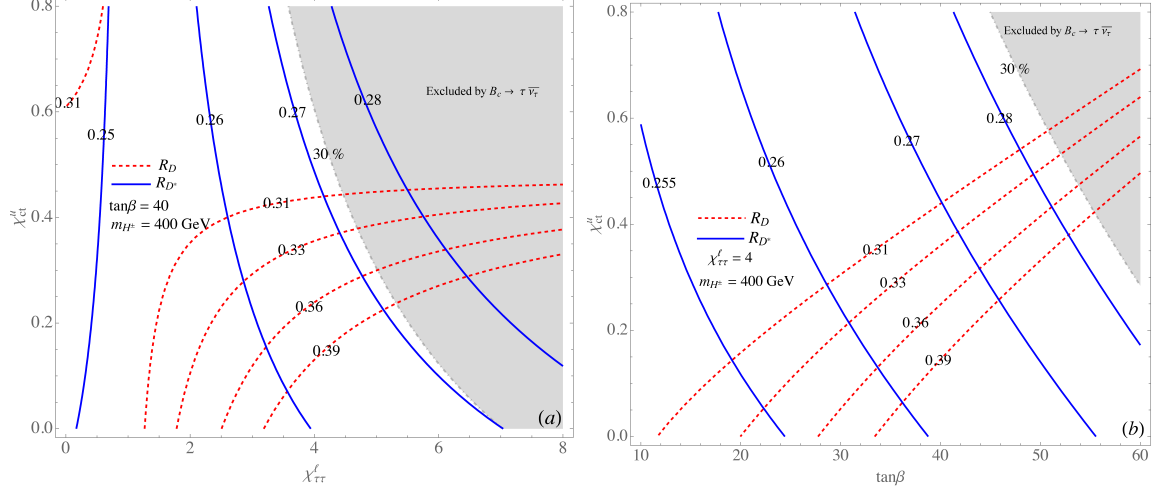 0.8
0.6
0.4
0.2
0.0
0 2 4 6 8
χ^u_ct
χ^ℓ_ττ
0.31
0.25
0.26
0.27
0.28
30 %
Excluded by B_c → τ ν̅_τ
R_D
R_D*
tanβ = 40
m_H± = 400 GeV
0.31
0.33
0.36
0.39
(a)
0.8
0.6
0.4
0.2
0.0
10 20 30 40 50 60
χ^u_ct
tanβ
Excluded by B_c → τ ν̅_τ
30 %
0.28
0.27
0.26
0.255
R_D
R_D*
χ^ℓ_ττ = 4
m_H± = 400 GeV
0.31
0.33
0.36
0.39
(b)